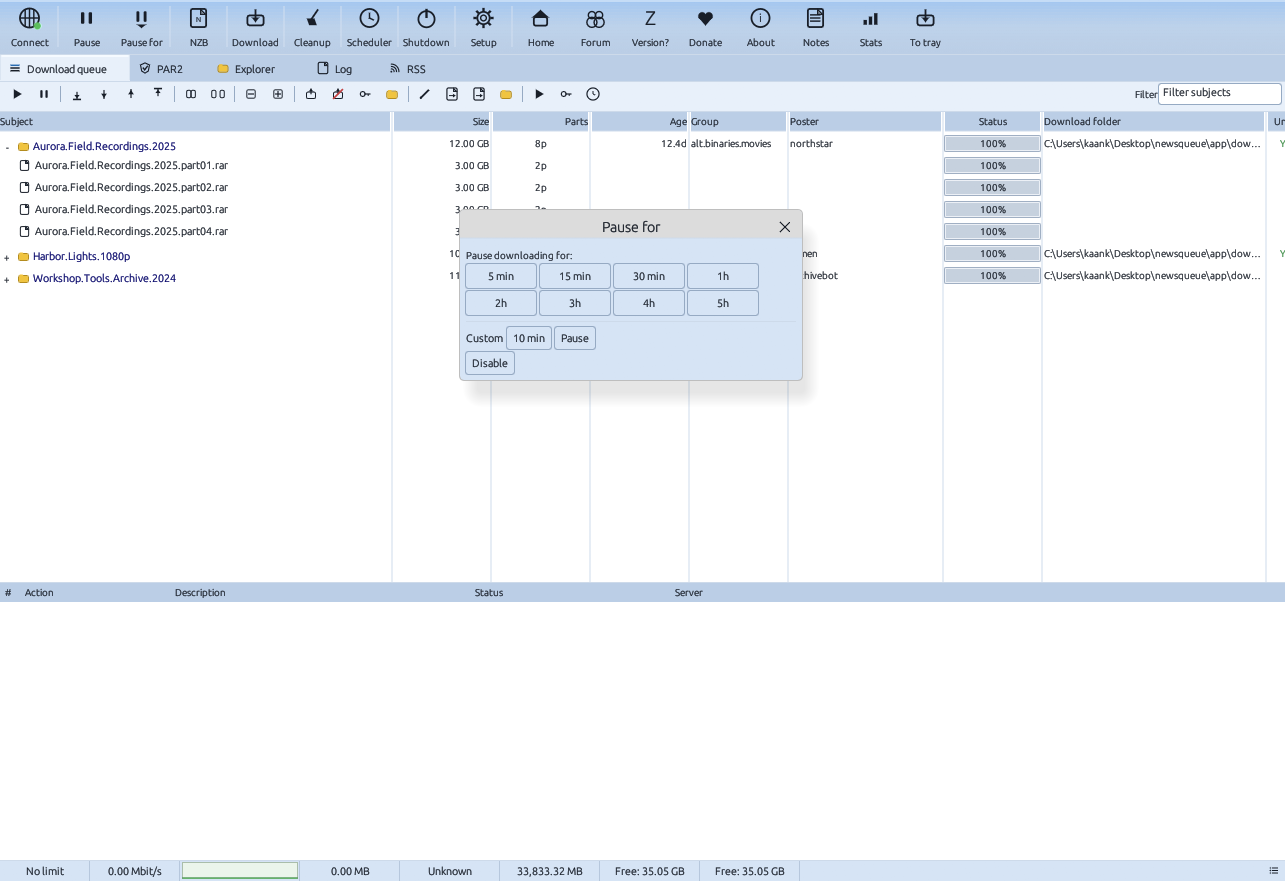 Connect Pause Pause for NZB Download Cleanup Scheduler Shutdown Setup Home Forum Version? Donate About Notes Stats To tray
Download queue PAR2 Explorer Log RSS
Filter Filter subjects
Subject Size Parts Age Group Poster Status Download folder
- Aurora.Field.Recordings.2025 12.00 GB 8p 12.4d alt.binaries.movies northstar 100% C:\Users\kaank\Desktop\newsqueue\app\dow...
Aurora.Field.Recordings.2025.part01.rar 3.00 GB 2p 100%
Aurora.Field.Recordings.2025.part02.rar 3.00 GB 2p 100%
Aurora.Field.Recordings.2025.part03.rar 3.00 GB 2p 100%
Aurora.Field.Recordings.2025.part04.rar 100%
+ Harbor.Lights.1080p 100% C:\Users\kaank\Desktop\newsqueue\app\dow...
+ Workshop.Tools.Archive.2024 100% C:\Users\kaank\Desktop\newsqueue\app\dow...
Pause for
Pause downloading for:
5 min 15 min 30 min 1h
2h 3h 4h 5h
Custom 10 min Pause
Disable
# Action Description Status Server
No limit 0.00 Mbit/s 0.00 MB Unknown 33,833.32 MB Free: 35.05 GB Free: 35.05 GB